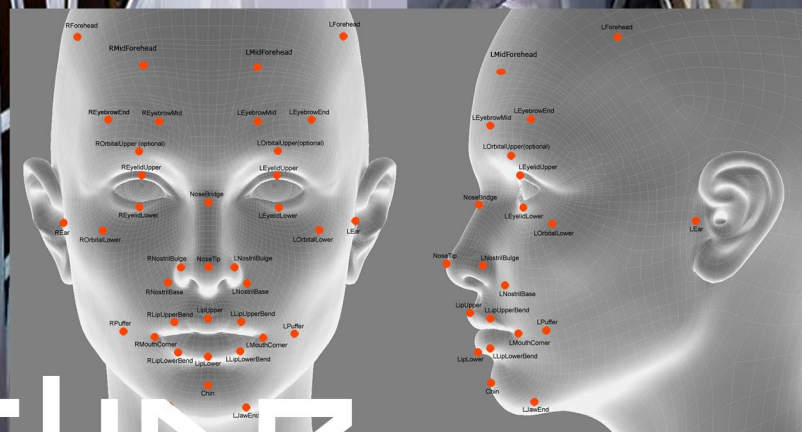 RForehead
LForehead
RMidForehead
LMidForehead
REyebrowEnd
REyebrowMid
LEyebrowMid
LEyebrowEnd
ROrbitalUpper (optional)
LOrbitalUpper(optional)
REyelidUpper
LEyelidUpper
NoseBridge
REyelidLower
LEyelidLower
REar
ROrbitalLower
LOrbitalLower
LEar
RNostrilBulge
NoseTip
LNostrilBulge
RNostrilBase
LNostrilBase
LipUpper
RLipUpperBend
LLipUpperBend
RPuffer
LPuffer
RMouthCorner
LMouthCorner
RLipLowerBend
LipLower
LLipLowerBend
Chin
LJawEnd
LForehead
LMidForehead
LEyebrowMid
LEyebrowEnd
LOrbitalUpper(optional)
LEyelidUpper
NoseBridge
LEyelidLower
LOrbitalLower
LEar
NoseTip
LNostrilBulge
LNostrilBase
LipUpper
LLipUpperBend
LMouthCorner
LPuffer
LipLower
LLipLowerBend
Chin
LJawEnd